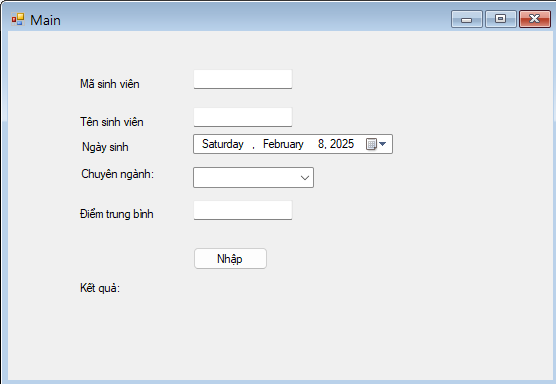 Main
Mã sinh viên
Tên sinh viên
Ngày sinh
Saturday , February 8, 2025
Chuyên ngành:
Điểm trung bình
Nhập
Kết quả: